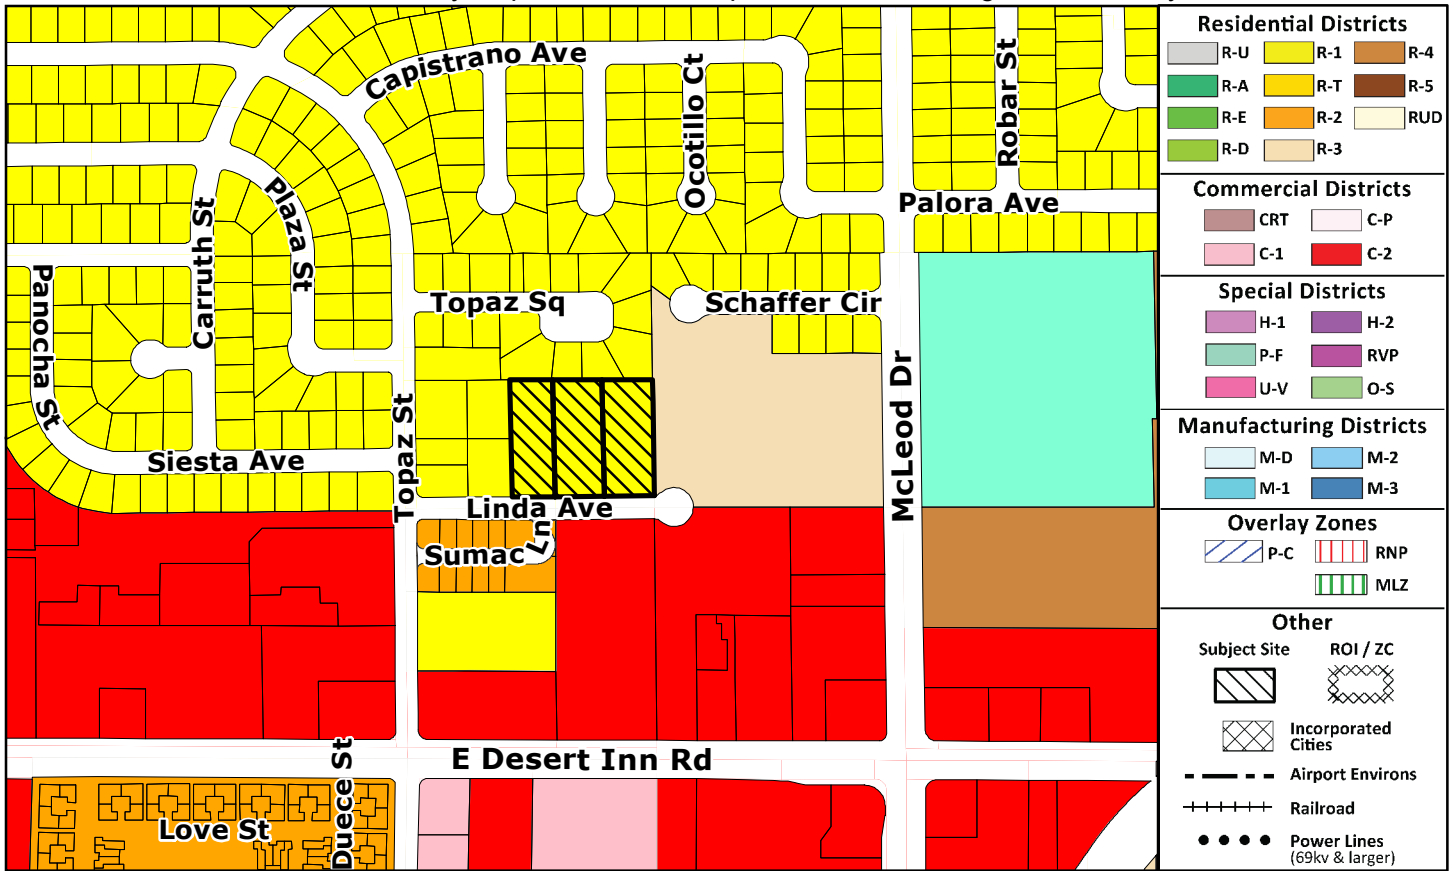 Capistrano Ave
Ocotillo Ct
Robar St
Palora Ave
Plaza St
Carruth St
Panocha St
Topaz Sq
Schaffer Cir
McLeod Dr
Topaz St
Siesta Ave
Linda Ave
Sumac Ln
E Desert Inn Rd
Duece St
Love St
Residential Districts
R-U R-1 R-4
R-A R-T R-5
R-E R-2 RUD
R-D R-3
Commercial Districts
CRT C-P
C-1 C-2
Special Districts
H-1 H-2
P-F RVP
U-V O-S
Manufacturing Districts
M-D M-2
M-1 M-3
Overlay Zones
P-C RNP
MLZ
Other
Subject Site ROI / ZC
Incorporated
Cities
Airport Environs
Railroad
Power Lines
(69kv & larger)